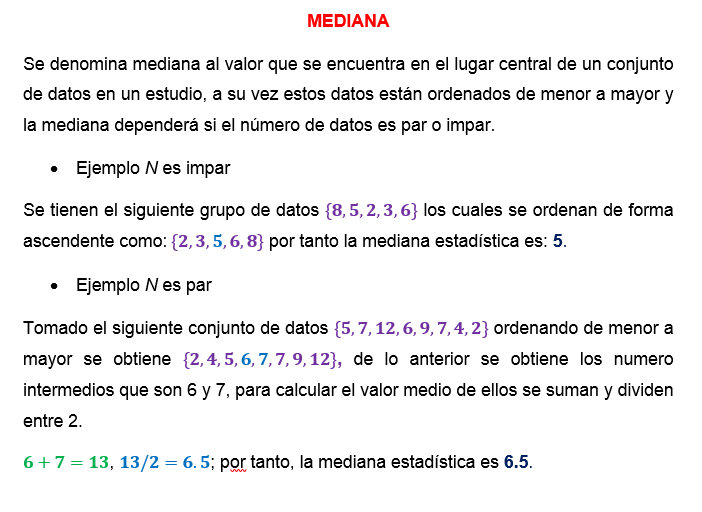 MEDIANA
Se denomina mediana al valor que se encuentra en el lugar central de un conjunto
de datos en un estudio, a su vez estos datos están ordenados de menor a mayor y
la mediana dependerá si el número de datos es par o impar.
• Ejemplo N es impar
Se tienen el siguiente grupo de datos {8, 5, 2, 3, 6} los cuales se ordenan de forma
ascendente como: {2, 3, 5, 6, 8} por tanto la mediana estadística es: 5.
• Ejemplo N es par
Tomado el siguiente conjunto de datos {5, 7, 12, 6, 9, 7, 4, 2} ordenando de menor a
mayor se obtiene {2, 4, 5, 6, 7, 7, 9, 12}, de lo anterior se obtiene los numero
intermedios que son 6 y 7, para calcular el valor medio de ellos se suman y dividen
entre 2.
6 + 7 = 13, 13/2 = 6.5; por tanto, la mediana estadística es 6.5.